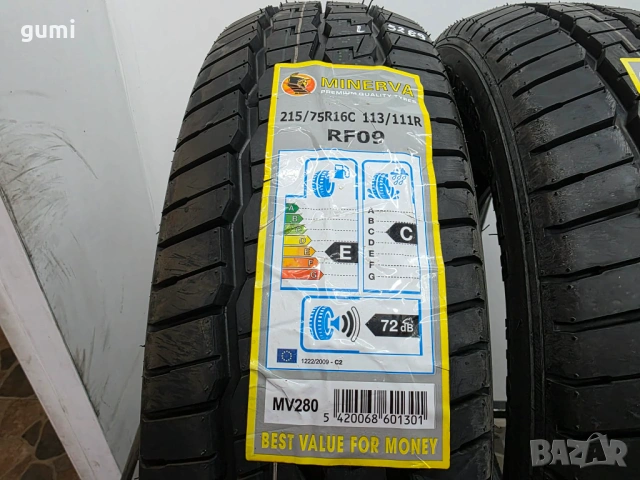 gumi
MINERVA
PREMIUM QUALITY TYRES
215/75R16C 113/111R
RF09
A
B
C
D
E
F
G
E
A
B
C
D
E
F
G
C
72 dB
1222/2009 - C2
MV280
5 420068 601301
BEST VALUE FOR MONEY
BAZAR